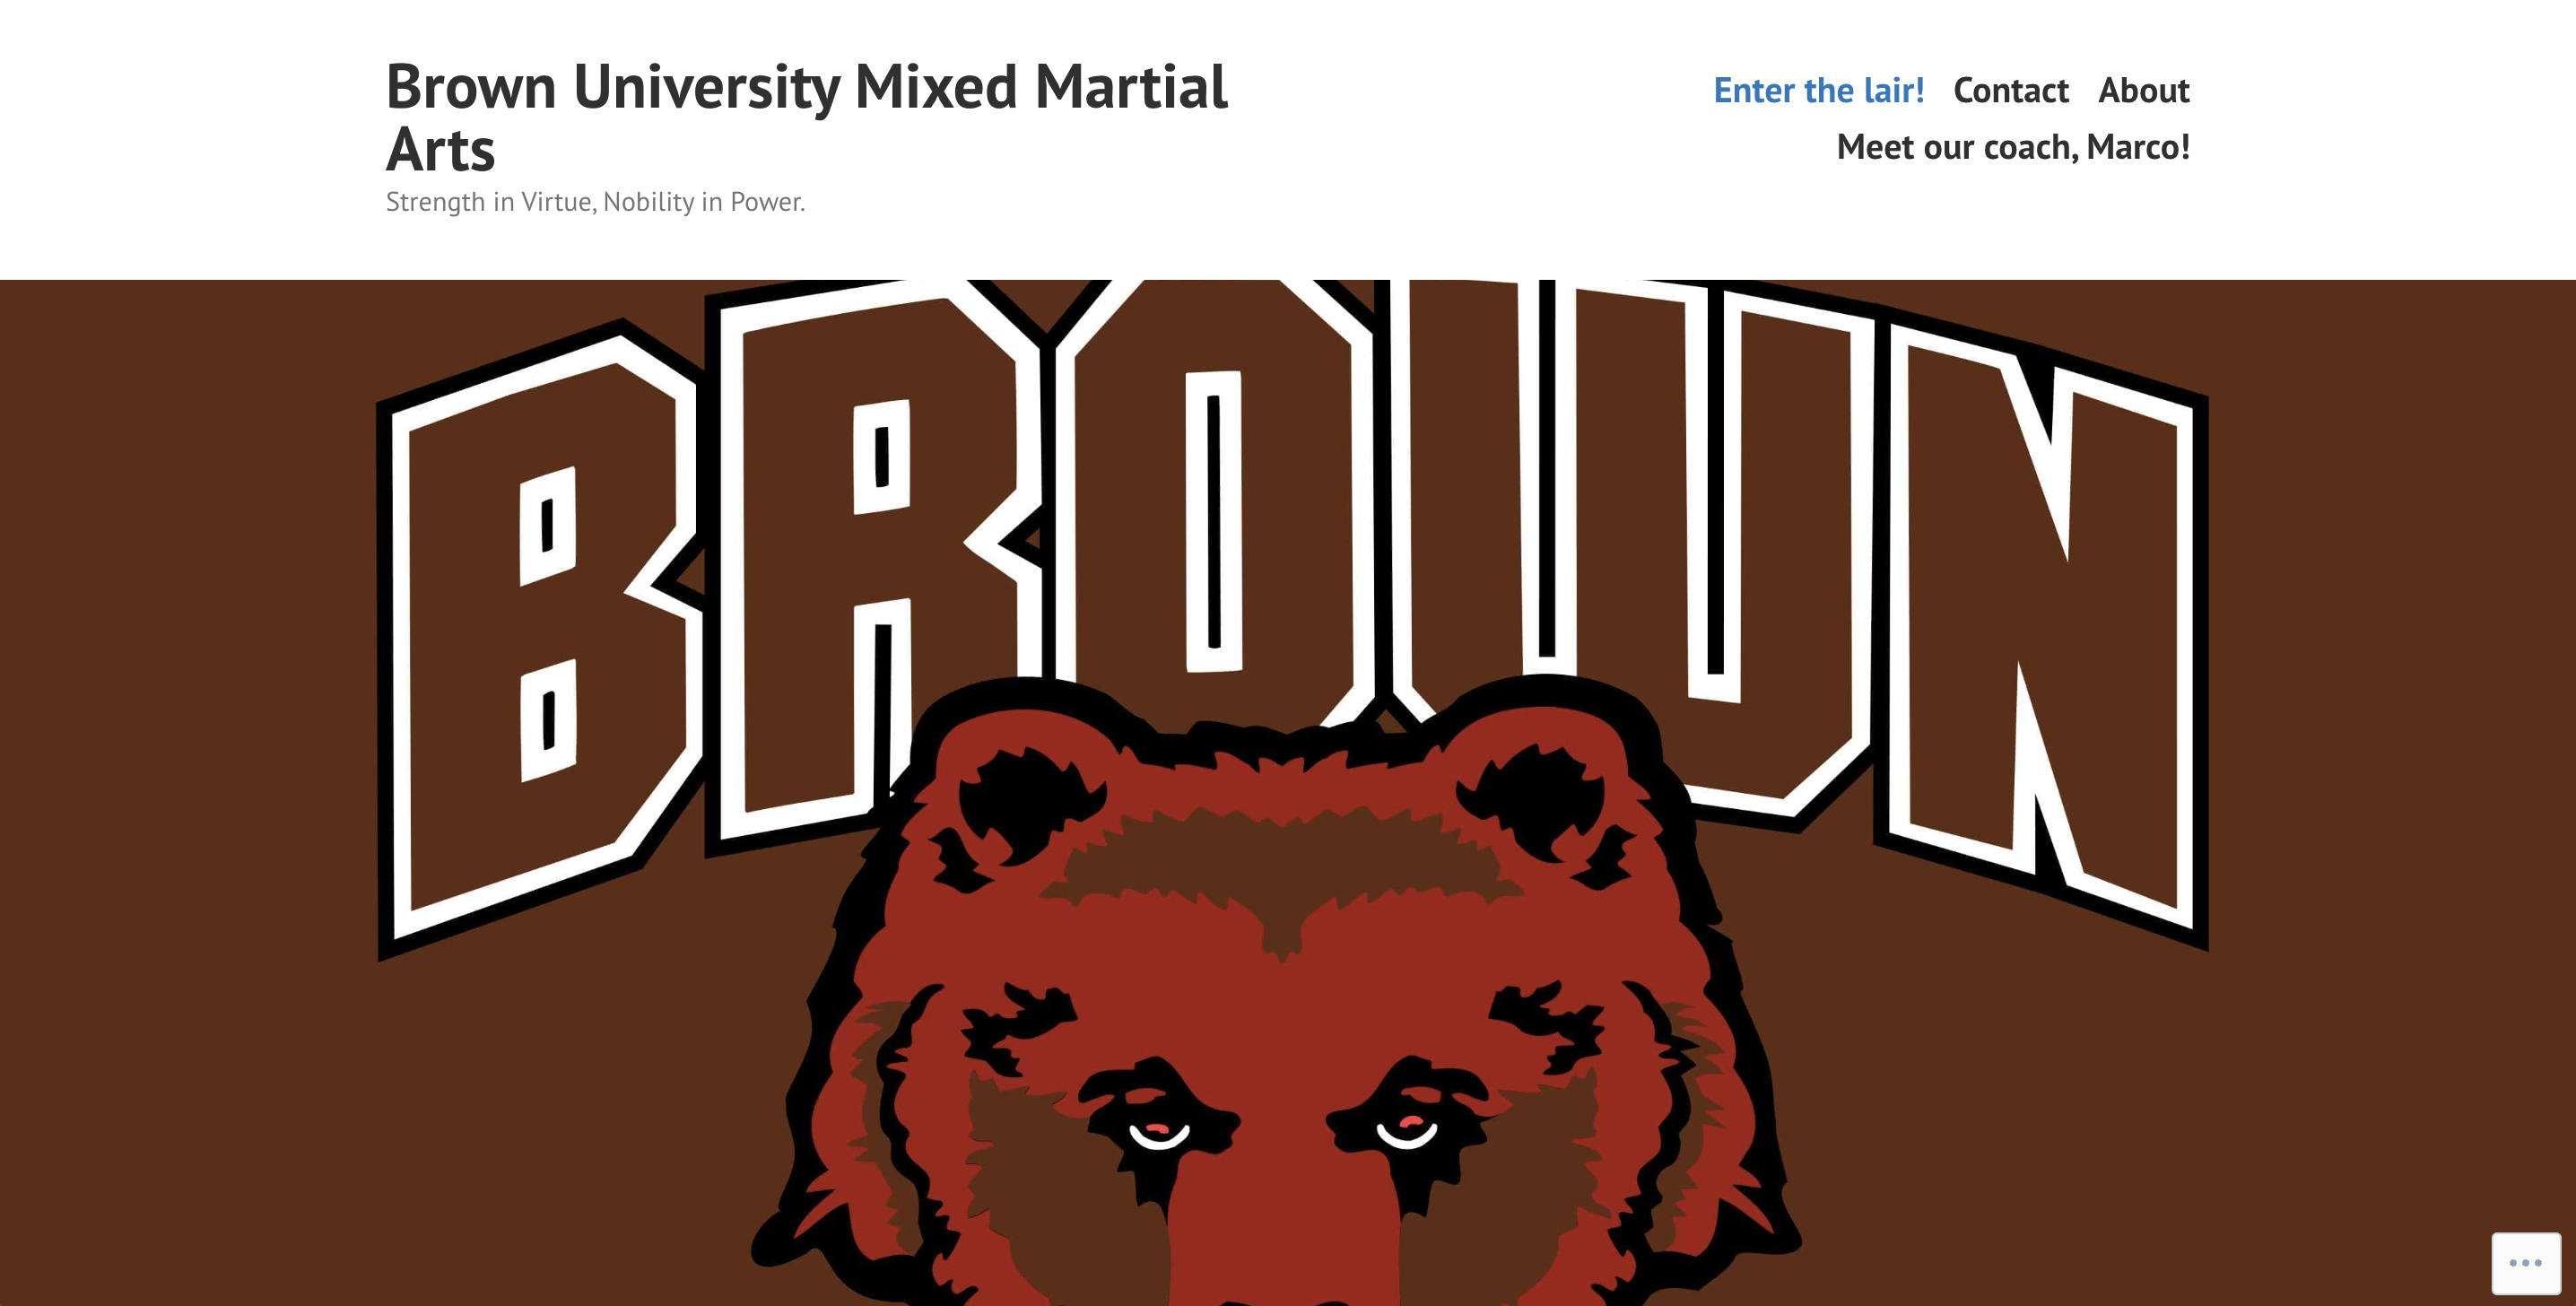 Brown University Mixed Martial
Arts
Strength in Virtue, Nobility in Power.
Enter the lair! Contact About
Meet our coach, Marco!
BROWN